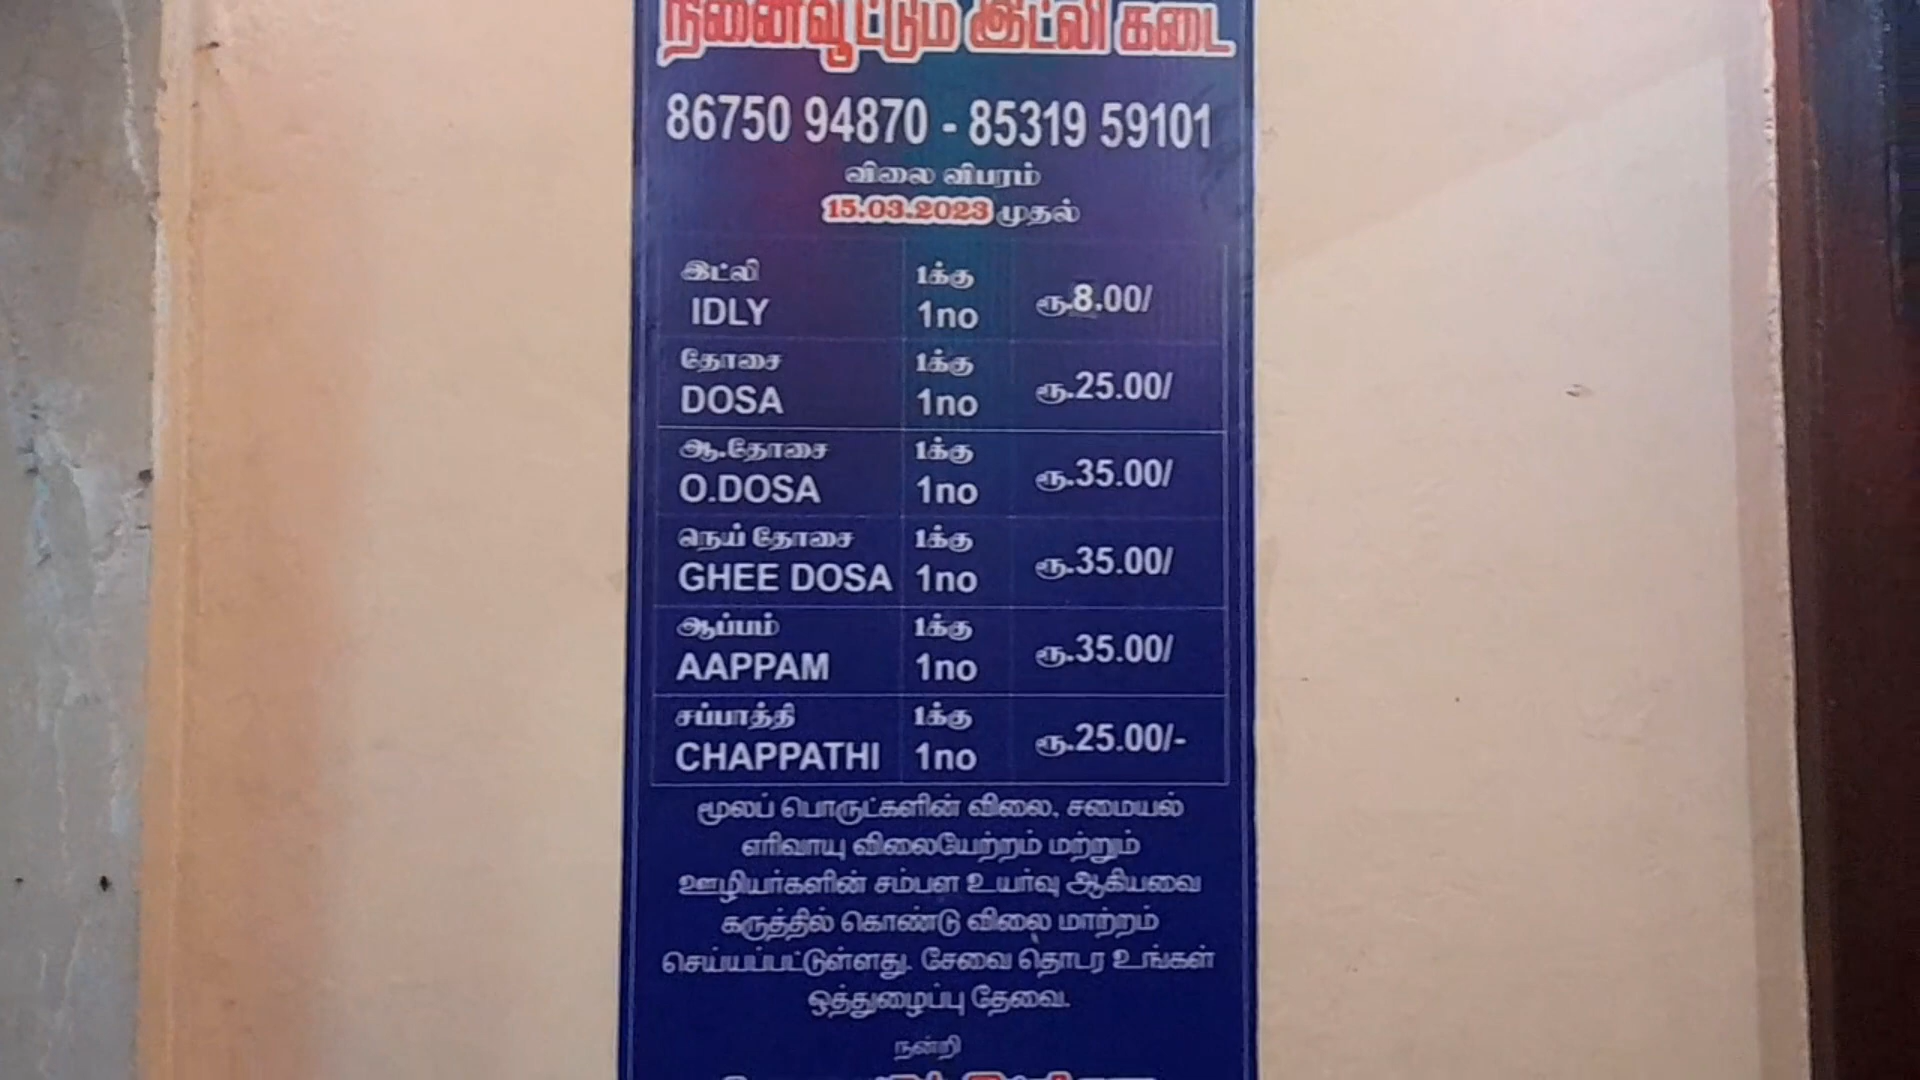 நினைவூட்டும் இட்லி கடை
86750 94870 - 85319 59101
விலை விபரம்
15.03.2023 முதல்
இட்லி 1க்கு
IDLY 1no ரூ.8.00/
தோசை 1க்கு
DOSA 1no ரூ.25.00/
ஆ.தோசை 1க்கு
O.DOSA 1no ரூ.35.00/
நெய் தோசை 1க்கு
GHEE DOSA 1no ரூ.35.00/
ஆப்பம் 1க்கு
AAPPAM 1no ரூ.35.00/
சப்பாத்தி 1க்கு
CHAPPATHI 1no ரூ.25.00/-
மூலப் பொருட்களின் விலை, சமையல்
எரிவாயு விலையேற்றம் மற்றும்
ஊழியர்களின் சம்பள உயர்வு ஆகியவை
கருத்தில் கொண்டு விலை மாற்றம்
செய்யப்பட்டுள்ளது. சேவை தொடர உங்கள்
ஒத்துழைப்பு தேவை.
நன்றி